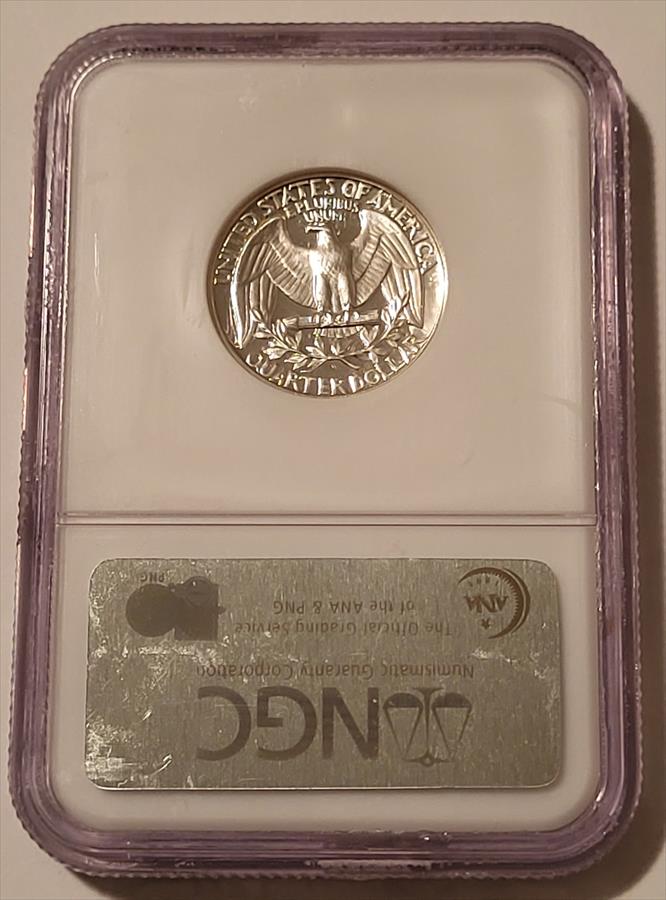 UNITED STATES OF AMERICA
E PLURIBUS
UNUM
QUARTER DOLLAR
NGC
Numismatic Guaranty Corporation
The Official Grading Service
of the ANA & PNG
ANA
PNG